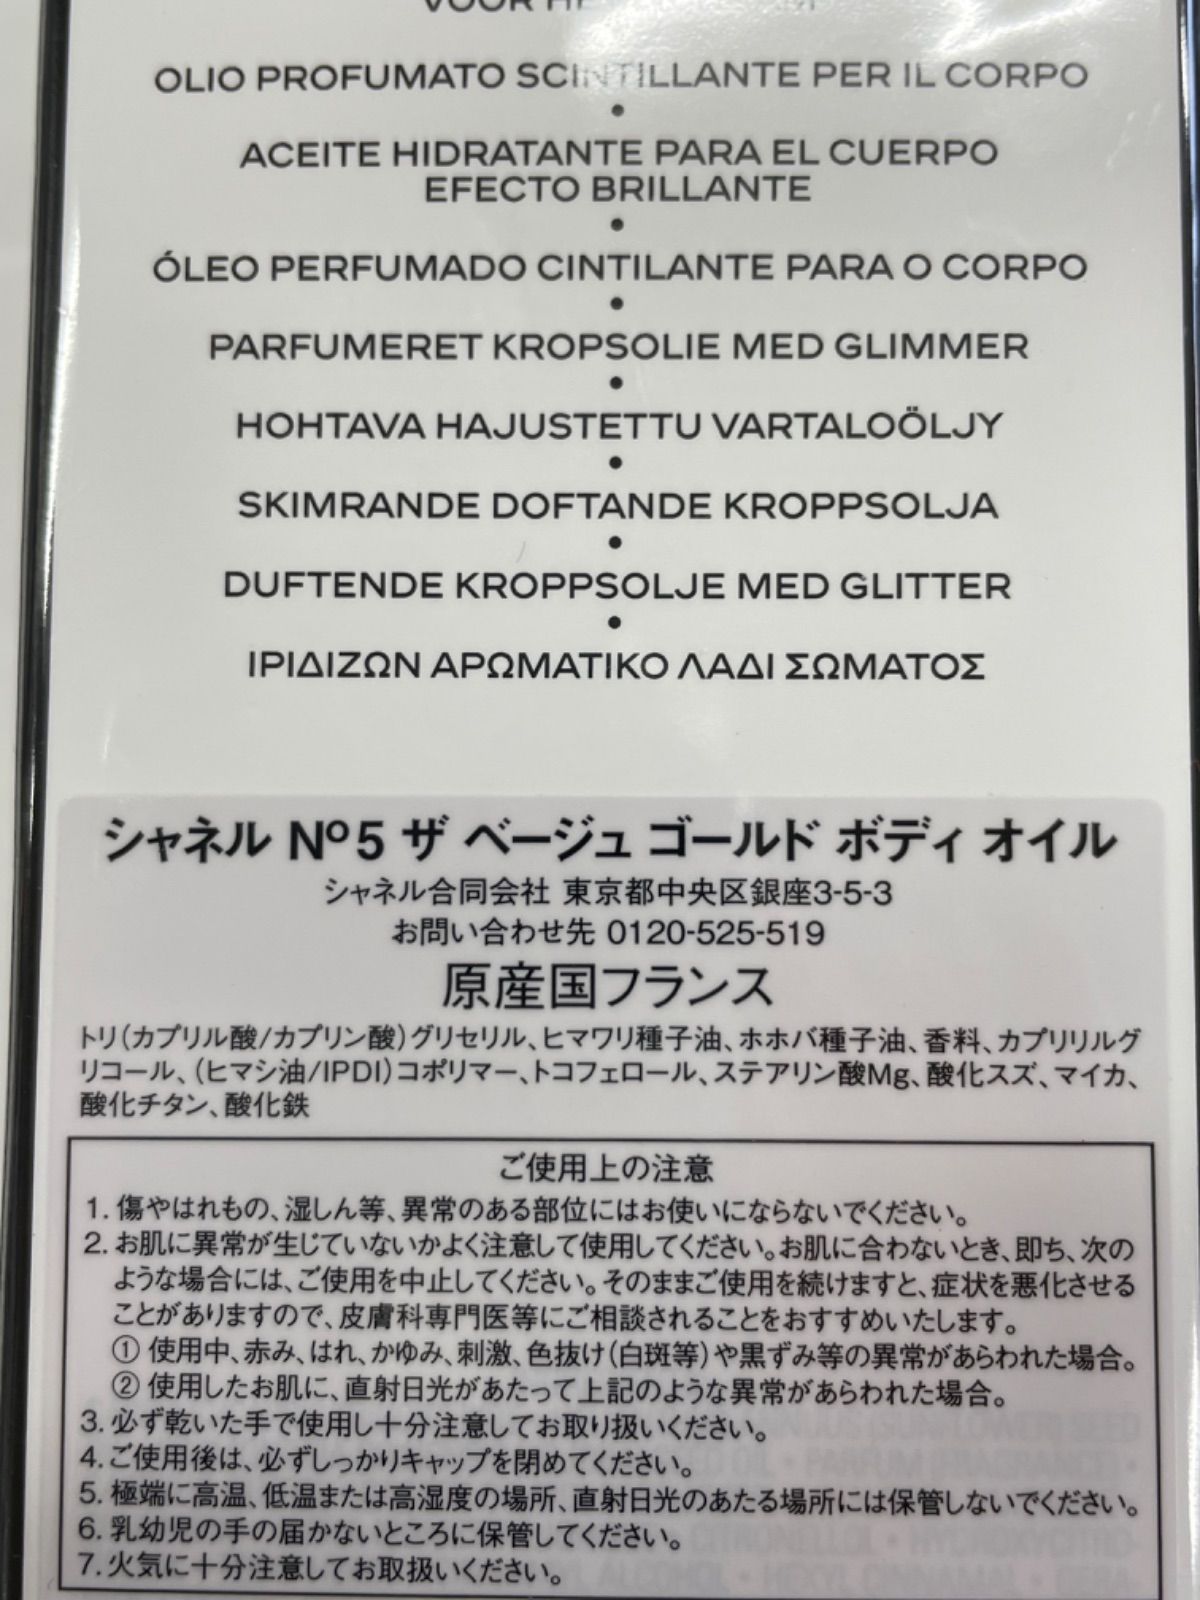 VOOR HE
OLIO PROFUMATO SCINTILLANTE PER IL CORPO
•
ACEITE HIDRATANTE PARA EL CUERPO
EFECTO BRILLANTE
•
ÓLEO PERFUMADO CINTILANTE PARA O CORPO
•
PARFUMERET KROPSOLIE MED GLIMMER
•
HOHTAVA HAJUSTETTU VARTALOÖLJY
•
SKIMRANDE DOFTANDE KROPPSOLJA
•
DUFTENDE KROPPSOLJE MED GLITTER
•
ΙΡΙΔΙΖΩΝ ΑΡΩΜΑΤΙΚΟ ΛΑΔΙ ΣΩΜΑΤΟΣ
シャネル Nº5 ザ ベージュ ゴールド ボディ オイル
シャネル合同会社 東京都中央区銀座3-5-3
お問い合わせ先 0120-525-519
原産国フランス
トリ(カプリル酸/カプリン酸)グリセリル、ヒマワリ種子油、ホホバ種子油、香料、カプリリルグ
リコール、(ヒマシ油/IPDI)コポリマー、トコフェロール、ステアリン酸Mg、酸化スズ、マイカ、
酸化チタン、酸化鉄
ご使用上の注意
1. 傷やはれもの、湿しん等、異常のある部位にはお使いにならないでください。
2. お肌に異常が生じていないかよく注意して使用してください。お肌に合わないとき、即ち、次の
ような場合には、ご使用を中止してください。そのままご使用を続けますと、症状を悪化させる
ことがありますので、皮膚科専門医等にご相談されることをおすすめいたします。
① 使用中、赤み、はれ、かゆみ、刺激、色抜け(白斑等)や黒ずみ等の異常があらわれた場合。
② 使用したお肌に、直射日光があたって上記のような異常があらわれた場合。
3. 必ず乾いた手で使用し十分注意してお取り扱いください。
4. ご使用後は、必ずしっかりキャップを閉めてください。
5. 極端に高温、低温または高湿度の場所、直射日光のあたる場所には保管しないでください。
6. 乳幼児の手の届かないところに保管してください。
7. 火気に十分注意してお取扱いください。